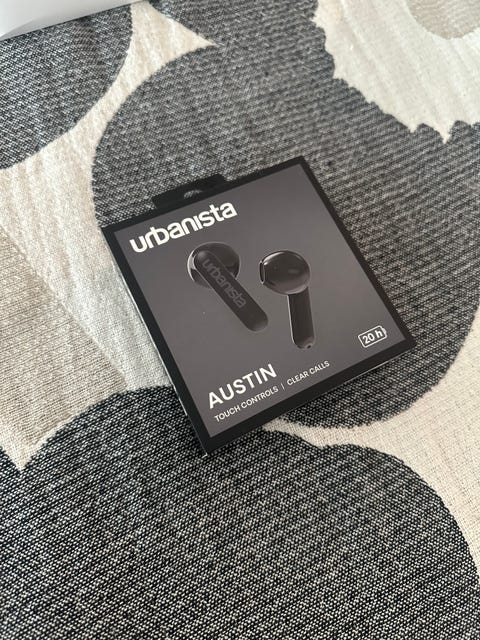 urbanista
urbanista
AUSTIN
TOUCH CONTROLS | CLEAR CALLS
20 h